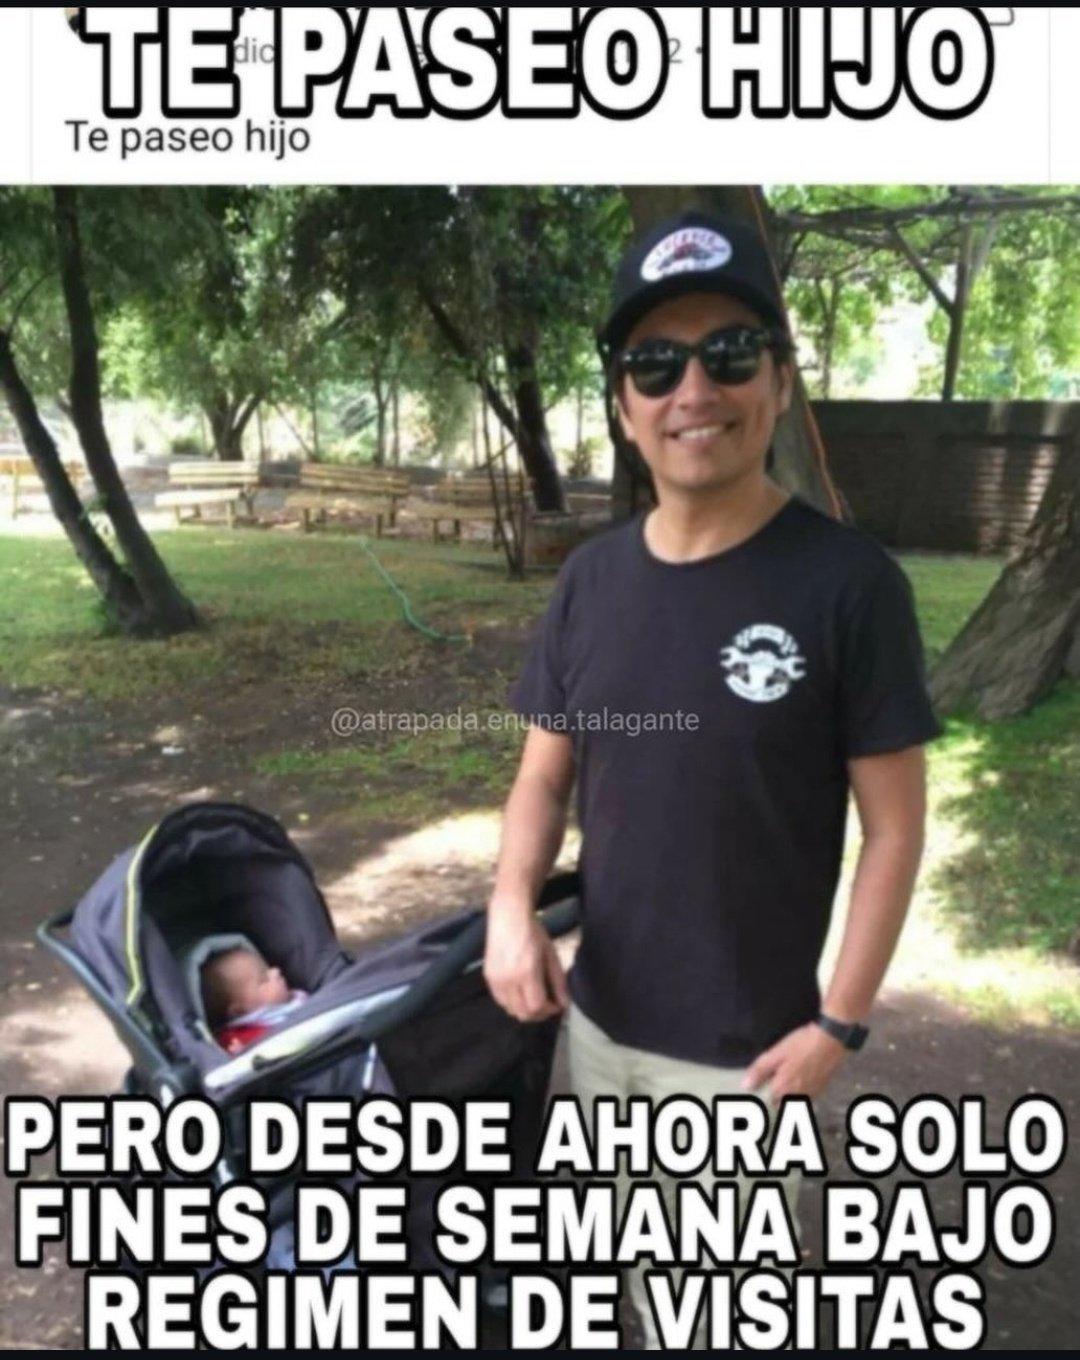 TE PASEO HIJO
Te paseo hijo
@atrapada.enuna.talagante
PERO DESDE AHORA SOLO
FINES DE SEMANA BAJO
REGIMEN DE VISITAS